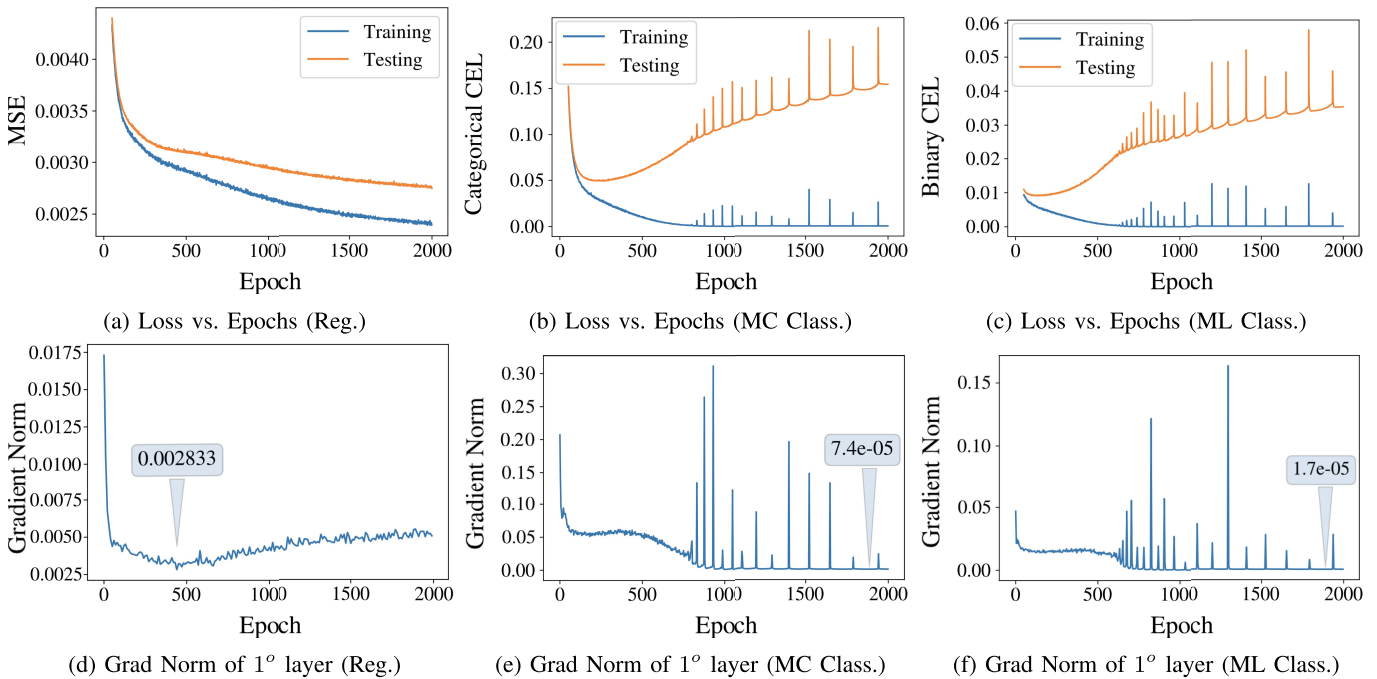 Training
Testing
MSE
0.0040
0.0035
0.0030
0.0025
0
500
1000
1500
2000
Epoch
(a) Loss vs. Epochs (Reg.)
Training
Testing
Categorical CEL
0.20
0.15
0.10
0.05
0.00
0
500
1000
1500
2000
Epoch
(b) Loss vs. Epochs (MC Class.)
Training
Testing
Binary CEL
0.06
0.05
0.04
0.03
0.02
0.01
0.00
0
500
1000
1500
2000
Epoch
(c) Loss vs. Epochs (ML Class.)
Gradient Norm
0.0175
0.0150
0.0125
0.0100
0.0075
0.0050
0.0025
0.002833
0
500
1000
1500
2000
Epoch
(d) Grad Norm of 1º layer (Reg.)
Gradient Norm
0.30
0.25
0.20
0.15
0.10
0.05
0.00
7.4e-05
0
500
1000
1500
2000
Epoch
(e) Grad Norm of 1º layer (MC Class.)
Gradient Norm
0.15
0.10
0.05
0.00
1.7e-05
0
500
1000
1500
2000
Epoch
(f) Grad Norm of 1º layer (ML Class.)